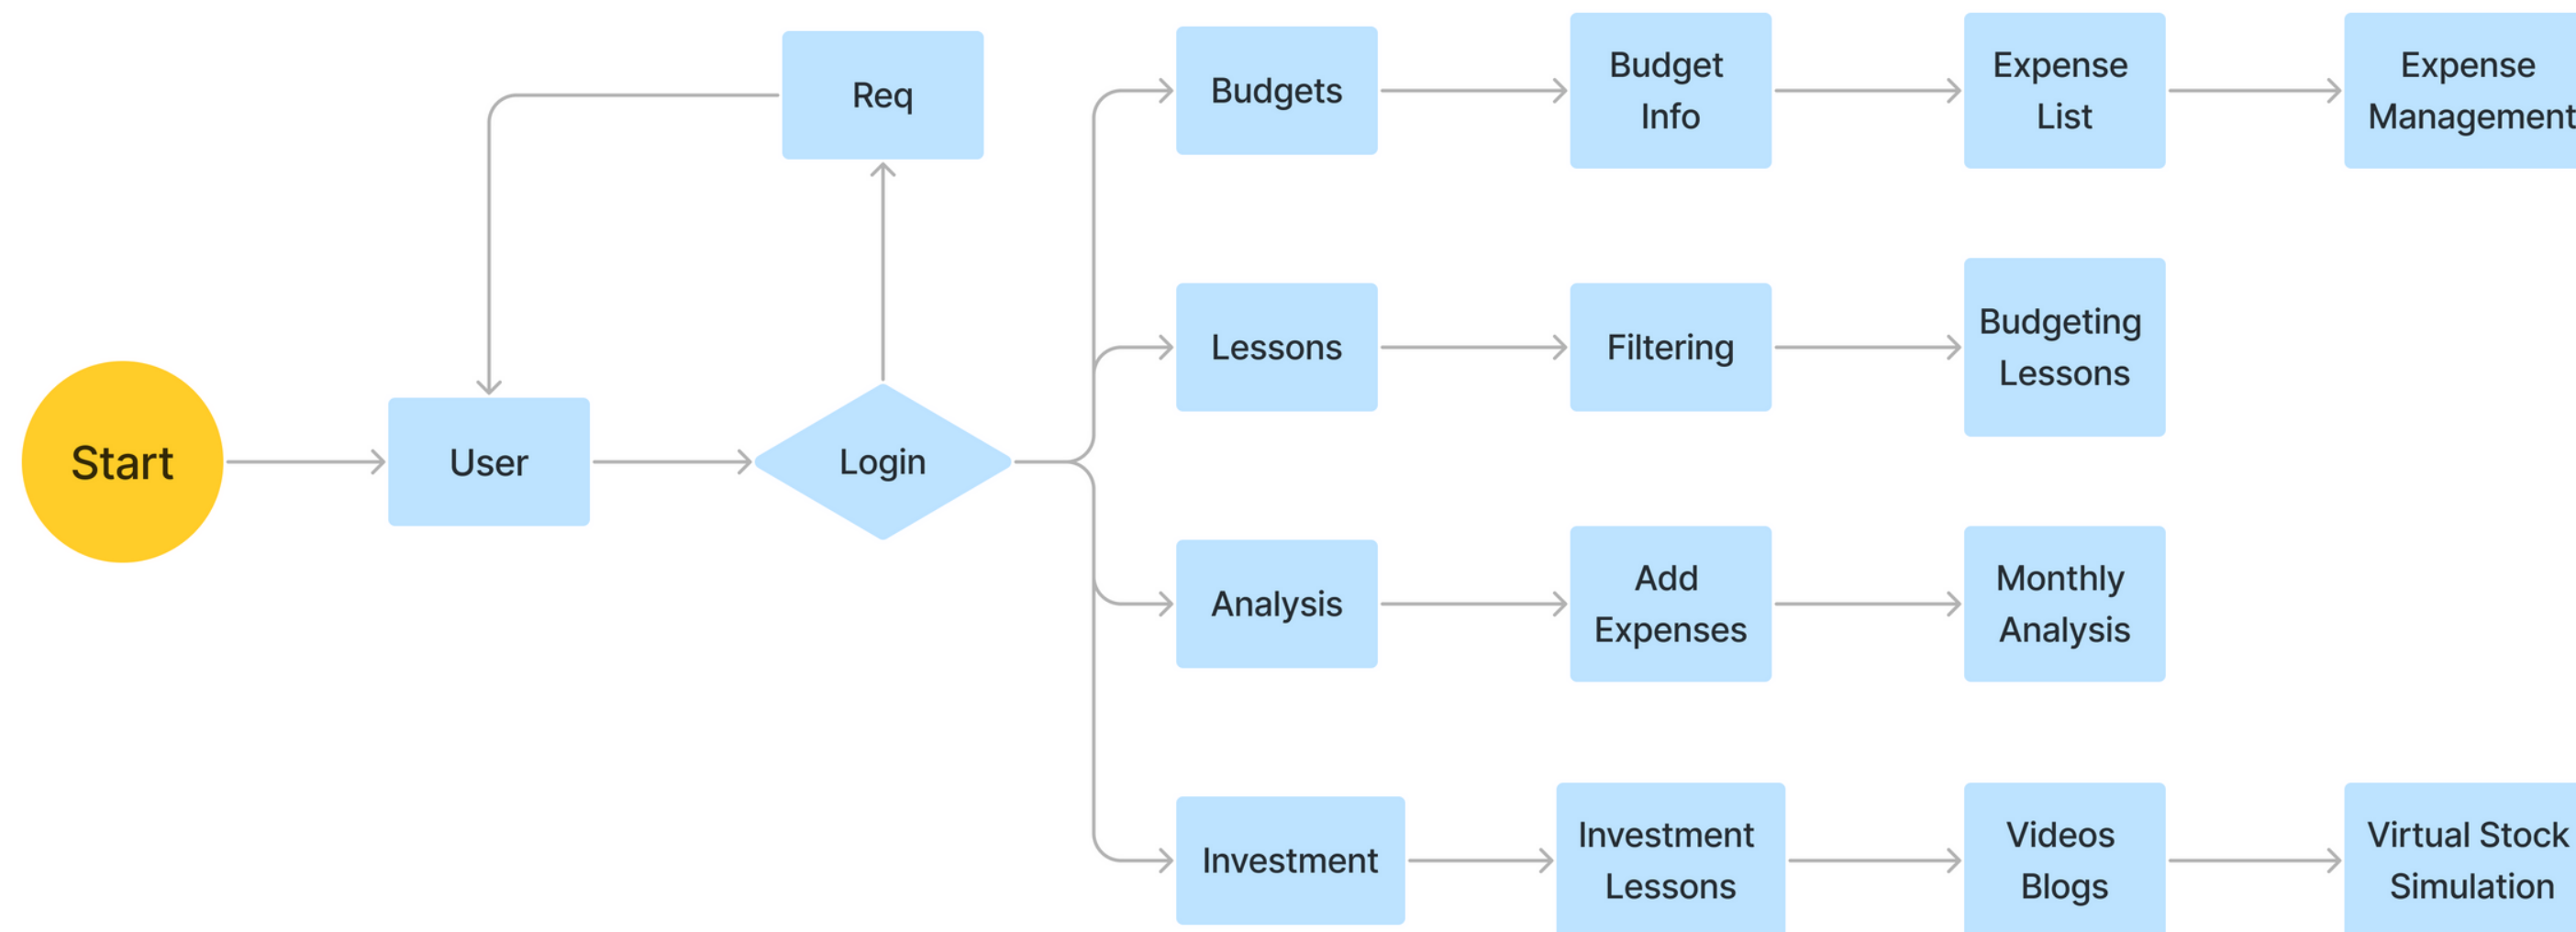 Req
Budgets
Budget
Info
Expense
List
Expense
Management
Lessons
Filtering
Budgeting
Lessons
Start
User
Login
Analysis
Add
Expenses
Monthly
Analysis
Investment
Investment
Lessons
Videos
Blogs
Virtual Stock
Simulation